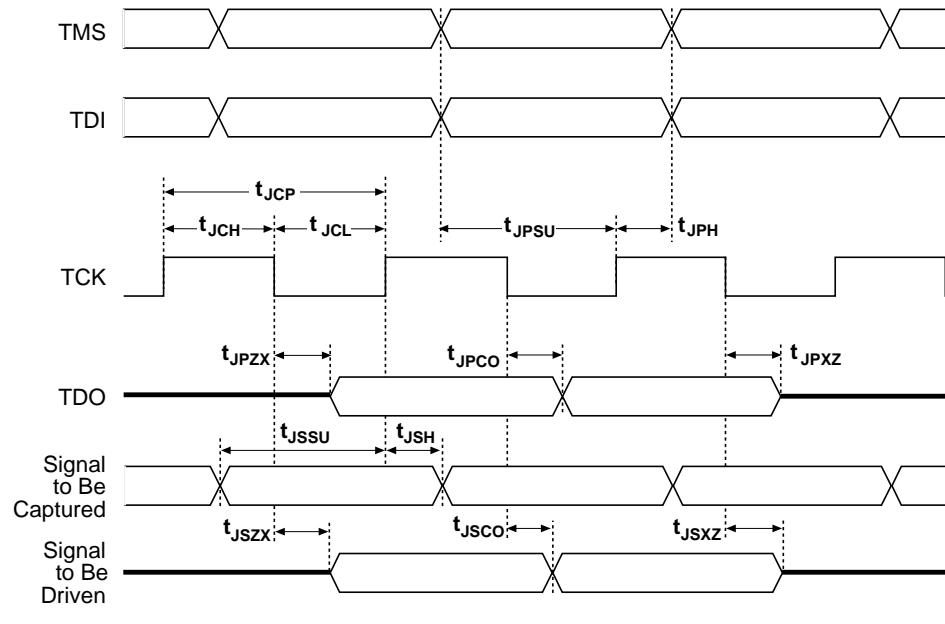 TMS
TDI
tJCP
tJCH tJCL tJPSU tJPH
TCK
tJPZX tJPCO tJPXZ
TDO
tJSSU tJSH
Signal
to Be
Captured
tJSZX tJSCO tJSXZ
Signal
to Be
Driven